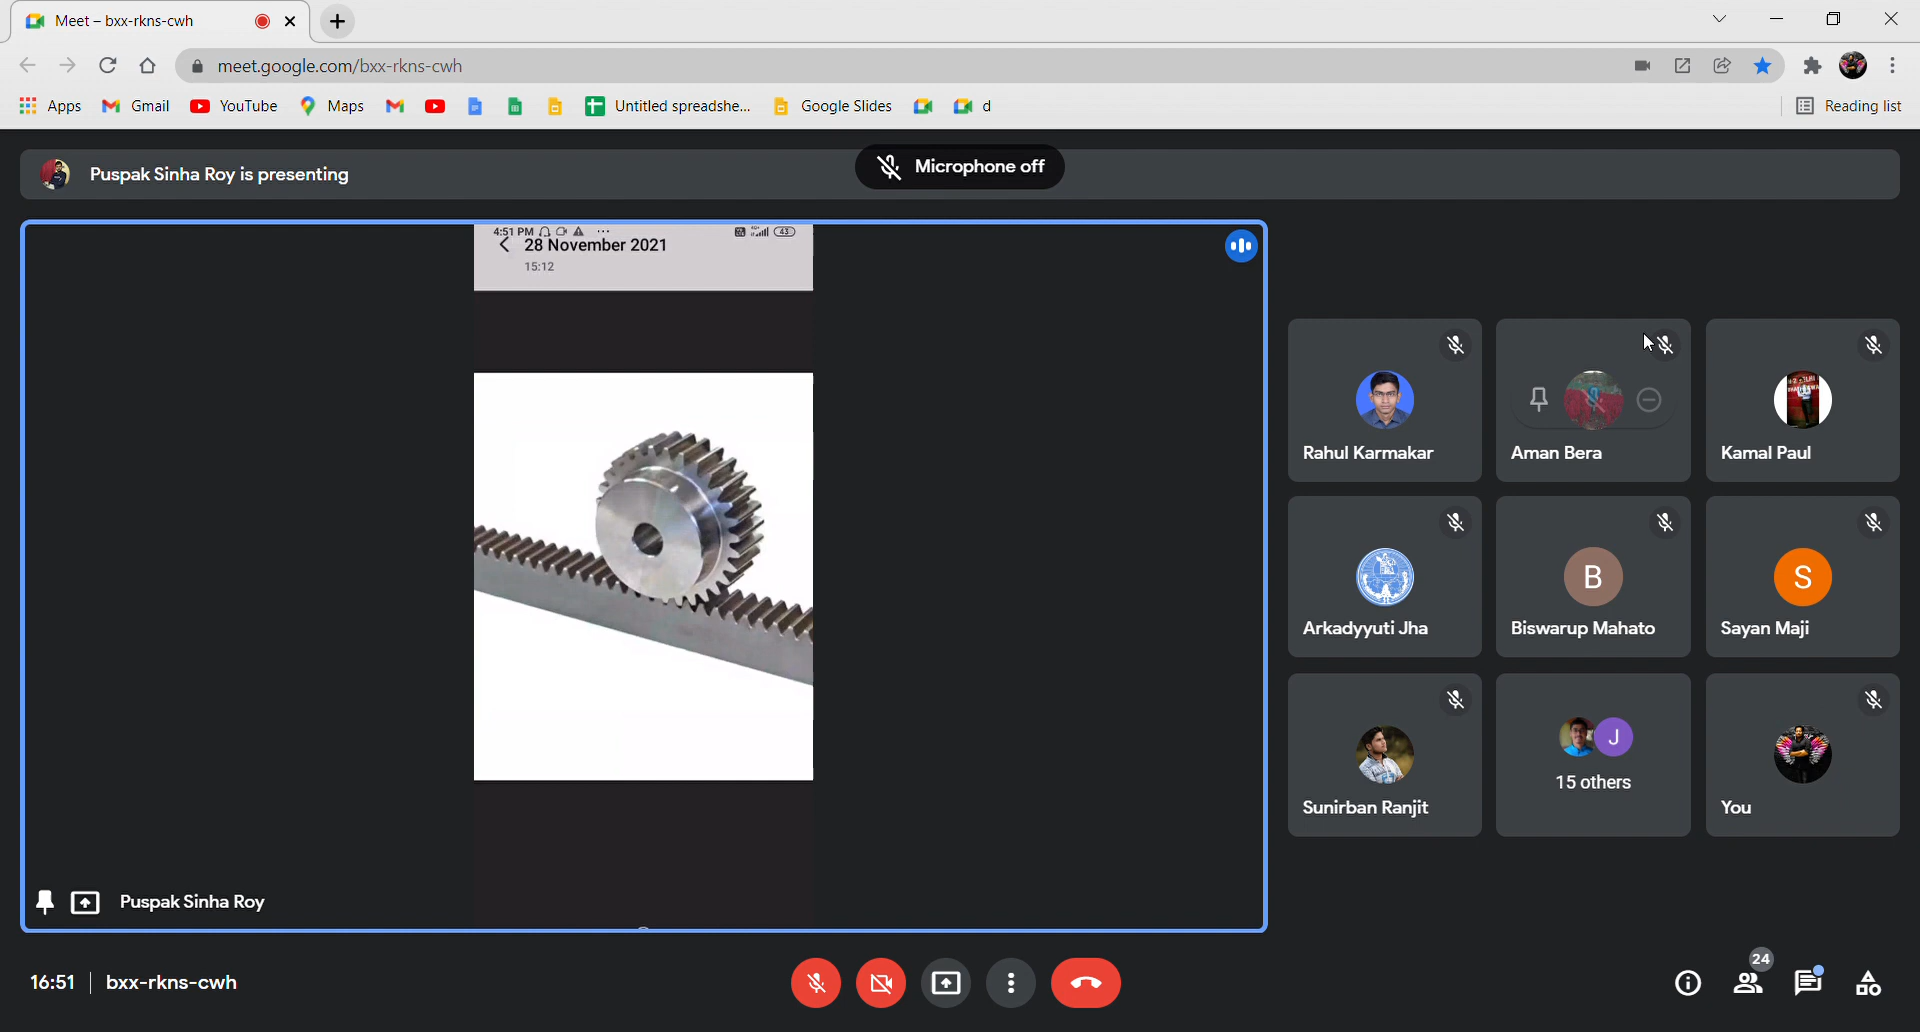 Meet – bxx-rkns-cwh
meet.google.com/bxx-rkns-cwh
Apps Gmail YouTube Maps Untitled spreadshe... Google Slides d Reading list
Puspak Sinha Roy is presenting
Microphone off
4:51 PM ... 43
28 November 2021
15:12
Rahul Karmakar
Aman Bera
Kamal Paul
Arkadyyuti Jha
B
Biswarup Mahato
S
Sayan Maji
Sunirban Ranjit
J
15 others
You
Puspak Sinha Roy
16:51 | bxx-rkns-cwh
24